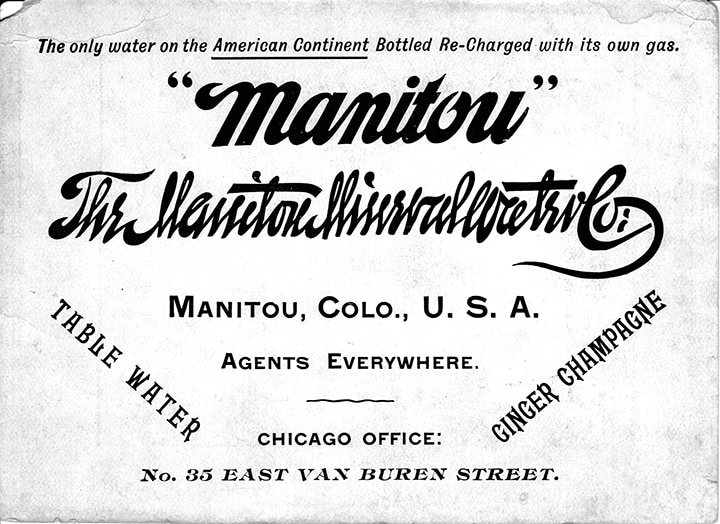 The only water on the American Continent Bottled Re-Charged with its own gas.
"Manitou"
The Manitou Mineral Water Co.
MANITOU, COLO., U. S. A.
TABLE WATER
GINGER CHAMPAGNE
AGENTS EVERYWHERE.
CHICAGO OFFICE:
No. 35 EAST VAN BUREN STREET.